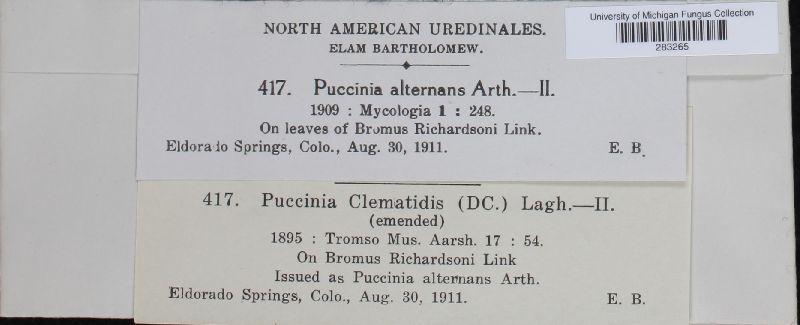 University of Michigan Fungus Collection
283265
NORTH AMERICAN UREDINALES.
ELAM BARTHOLOMEW.
417. Puccinia alternans Arth.—II.
1909 : Mycologia 1 : 248.
On leaves of Bromus Richardsoni Link.
Eldorado Springs, Colo., Aug. 30, 1911. E. B.
417. Puccinia Clematidis (DC.) Lagh.—II.
(emended)
1895 : Tromso Mus. Aarsh. 17 : 54.
On Bromus Richardsoni Link
Issued as Puccinia alternans Arth.
Eldorado Springs, Colo., Aug. 30, 1911. E. B.